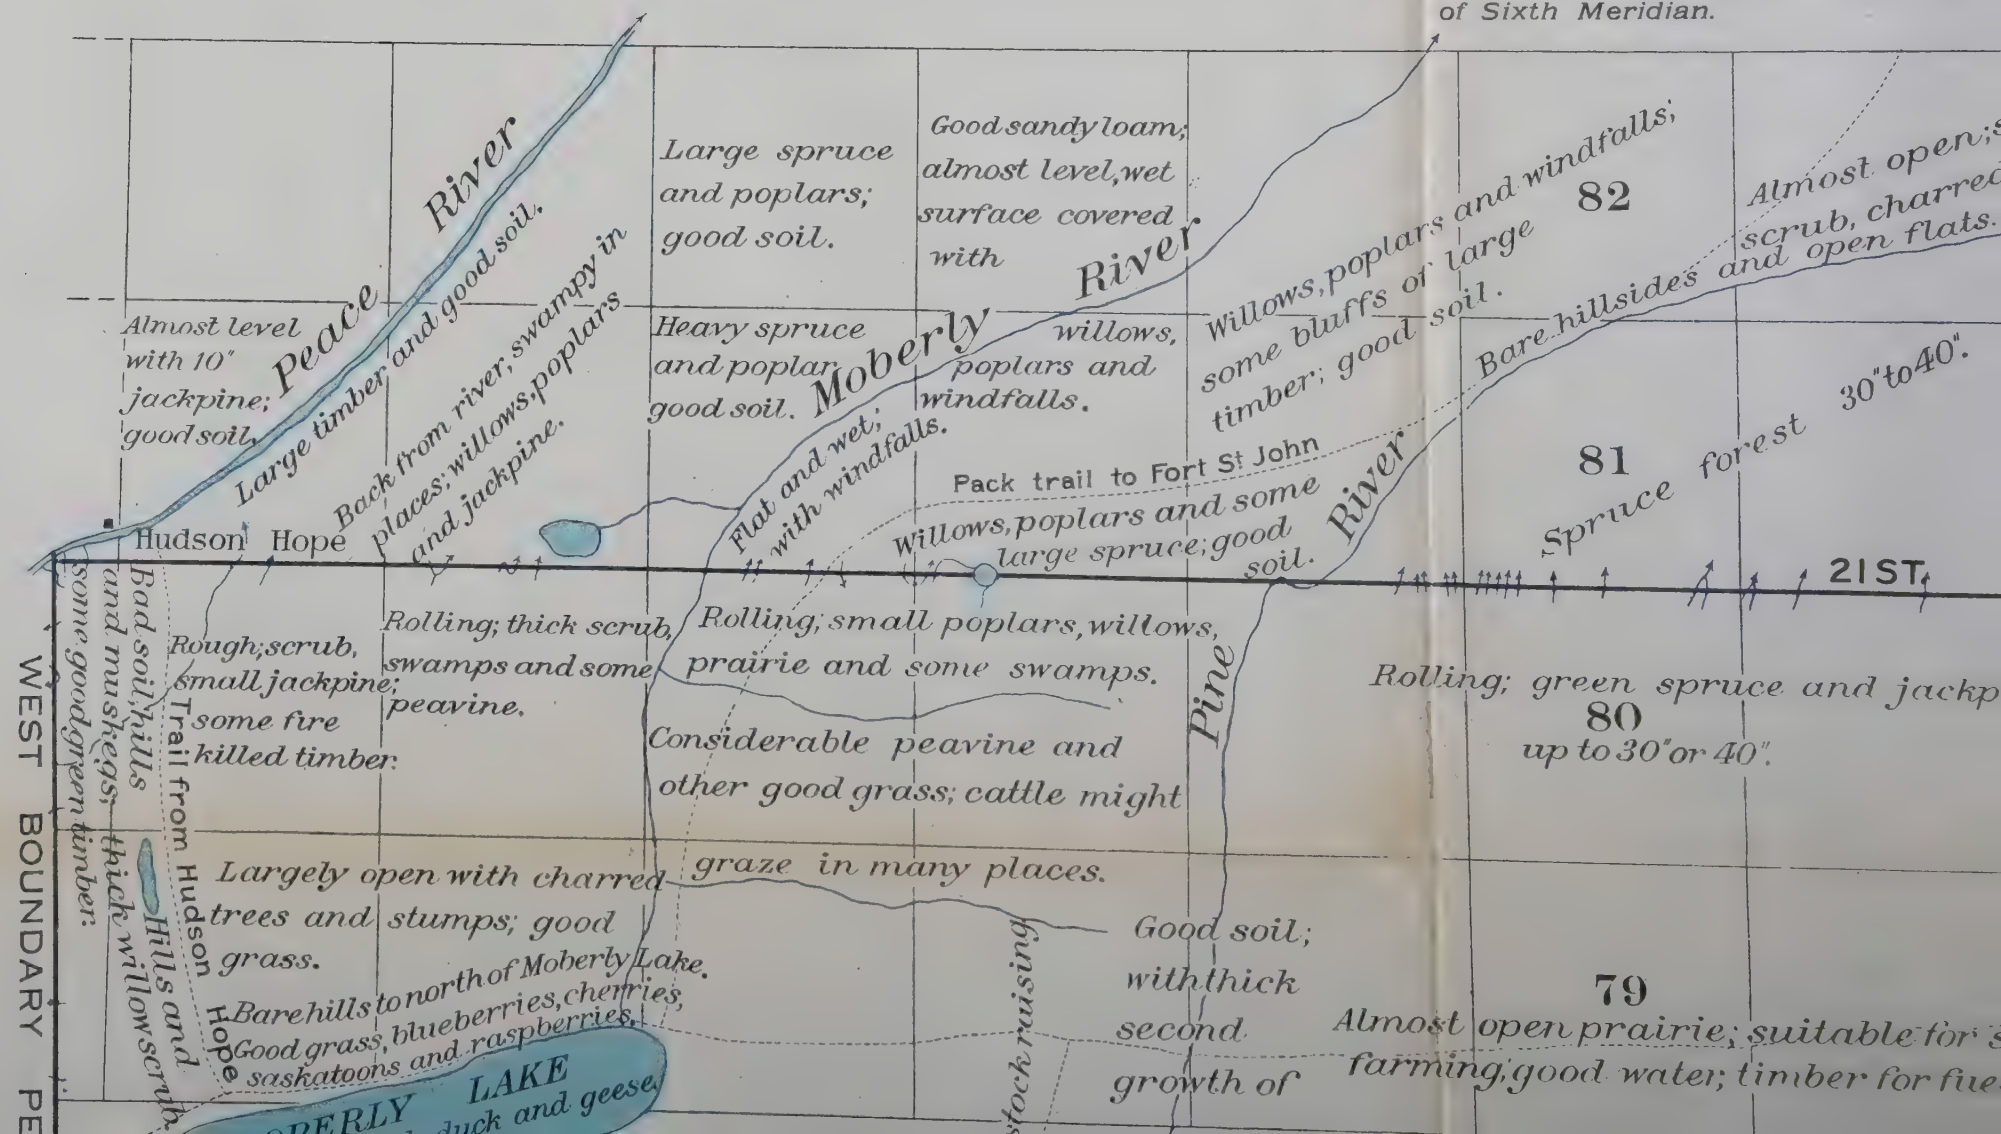 of Sixth Meridian.
Peace River
Large timber and good soil.
Back from river, swampy in
places; willows, poplars
and jackpine.
Almost level
with 10"
jackpine;
good soil.
Large spruce
and poplars;
good soil.
Good sandy loam;
almost level, wet
surface covered
with
willows,
poplars and
windfalls.
Heavy spruce
and poplar
good soil.
Moberly River
Flat and wet;
with windfalls.
Willows, poplars and windfalls;
some bluffs of large
timber; good soil.
82
Almost open;
scrub, charred
and open flats.
Bare hillsides
81
Spruce forest 30" to 40".
Pack trail to Fort St. John
Willows, poplars and some
large spruce; good
soil.
Pine River
Hudson Hope
21ST.
WEST BOUNDARY PE
some good green timber.
and muskegs; thick willow scrub.
Bad soil, hills
Hills and
Trail from Hudson Hope
Rough; scrub,
small jackpine;
some fire
killed timber.
Rolling; thick scrub,
swamps and some
peavine.
Rolling; small poplars, willows,
prairie and some swamps.
Considerable peavine and
other good grass; cattle might
graze in many places.
Rolling; green spruce and jackp
80
up to 30" or 40".
Largely open with charred
trees and stumps; good
grass.
Bare hills to north of Moberly Lake.
Good grass, blueberries, cherries,
saskatoons and raspberries.
OBERLY LAKE
duck and geese
stock raising
Good soil;
with thick
second
growth of
79
Almost open prairie; suitable for s
farming; good water; timber for fue